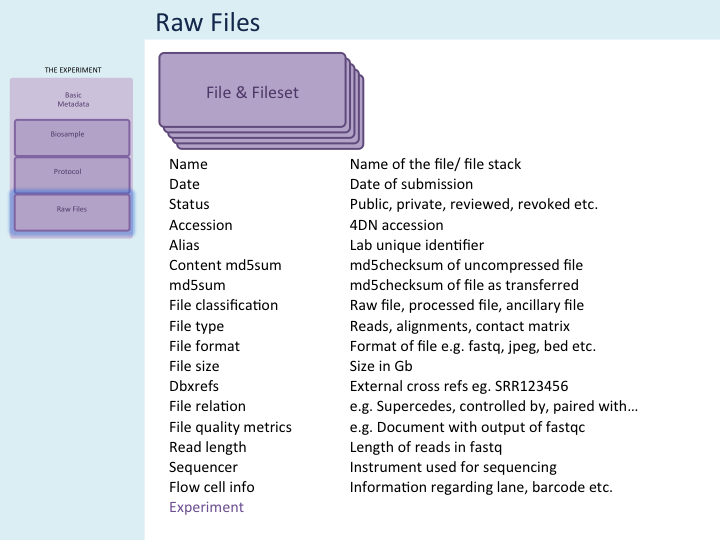 Raw Files
THE EXPERIMENT
Basic
Metadata
Biosample
Protocol
Raw Files
File & Fileset
Name Name of the file/ file stack
Date Date of submission
Status Public, private, reviewed, revoked etc.
Accession 4DN accession
Alias Lab unique identifier
Content md5sum md5checksum of uncompressed file
md5sum md5checksum of file as transferred
File classification Raw file, processed file, ancillary file
File type Reads, alignments, contact matrix
File format Format of file e.g. fastq, jpeg, bed etc.
File size Size in Gb
Dbxrefs External cross refs eg. SRR123456
File relation e.g. Supercedes, controlled by, paired with…
File quality metrics e.g. Document with output of fastqc
Read length Length of reads in fastq
Sequencer Instrument used for sequencing
Flow cell info Information regarding lane, barcode etc.
Experiment